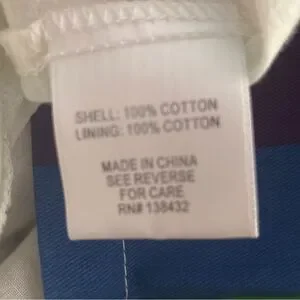 SHELL: 100% COTTON
LINING: 100% COTTON
MADE IN CHINA
SEE REVERSE
FOR CARE
RN# 138432